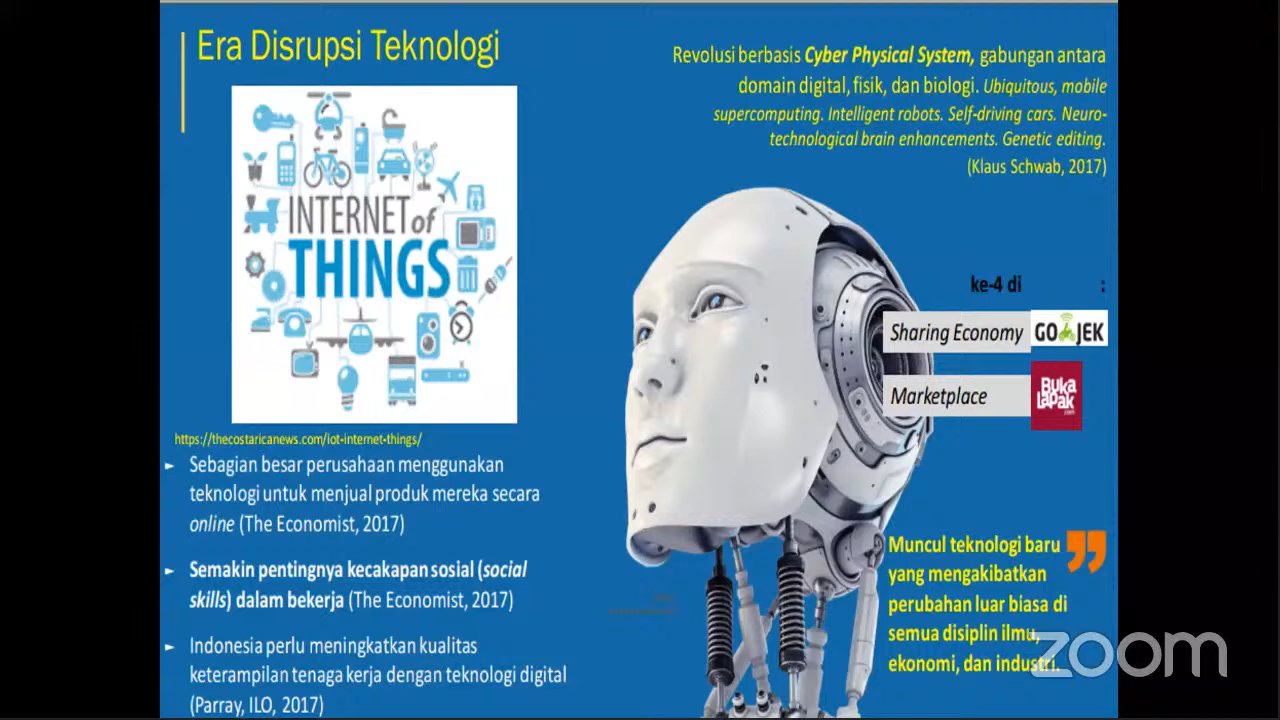 Era Disrupsi Teknologi
INTERNET of
THINGS
https://thecostaricanews.com/iot-internet-things/
► Sebagian besar perusahaan menggunakan
teknologi untuk menjual produk mereka secara
online (The Economist, 2017)
► Semakin pentingnya kecakapan sosial (social
skills) dalam bekerja (The Economist, 2017)
► Indonesia perlu meningkatkan kualitas
keterampilan tenaga kerja dengan teknologi digital
(Parray, ILO, 2017)
Revolusi berbasis Cyber Physical System, gabungan antara
domain digital, fisik, dan biologi. Ubiquitous, mobile
supercomputing. Intelligent robots. Self-driving cars. Neuro-
technological brain enhancements. Genetic editing.
(Klaus Schwab, 2017)
ke-4 di :
Sharing Economy GOJEK
Marketplace BukaLapak.com
Muncul teknologi baru
yang mengakibatkan
perubahan luar biasa di
semua disiplin ilmu,
ekonomi, dan industri.
zoom